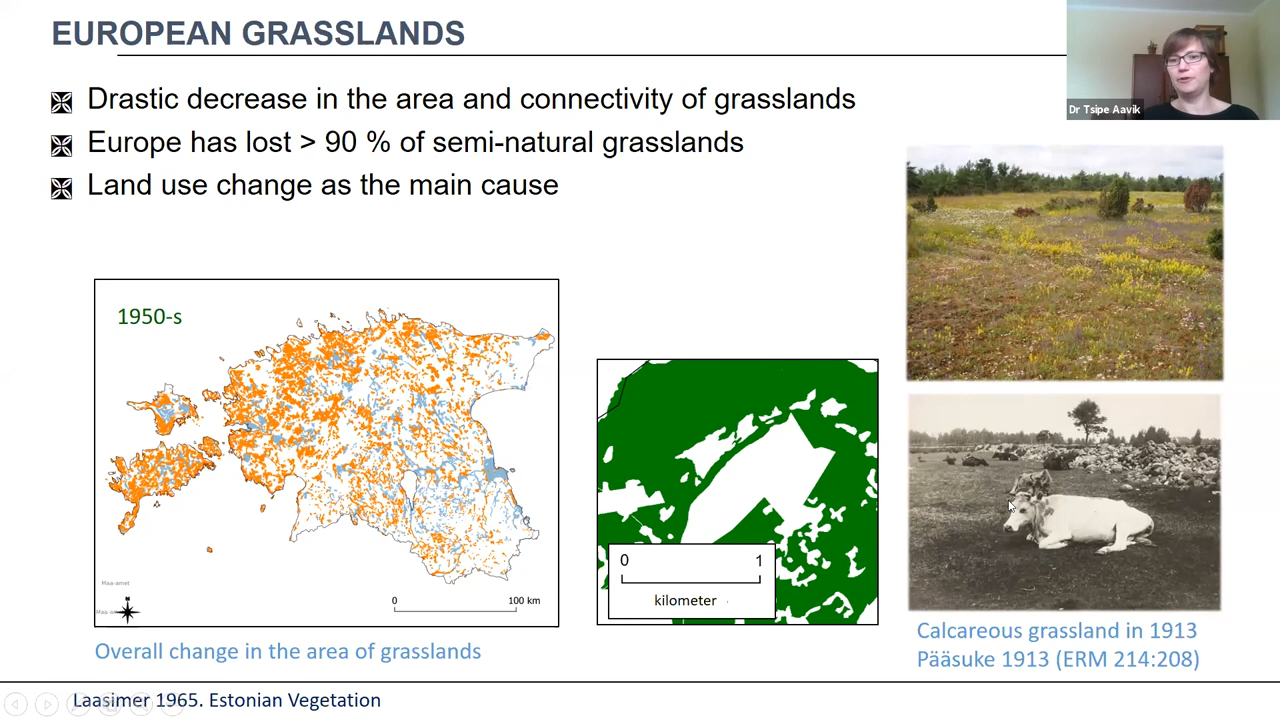 EUROPEAN GRASSLANDS
Drastic decrease in the area and connectivity of grasslands
Europe has lost > 90 % of semi-natural grasslands
Land use change as the main cause
Dr Tsipe Aavik
1950-s
Maa-amet
0 100 km
Overall change in the area of grasslands
0 1
kilometer
Calcareous grassland in 1913
Pääsuke 1913 (ERM 214:208)
Laasimer 1965. Estonian Vegetation